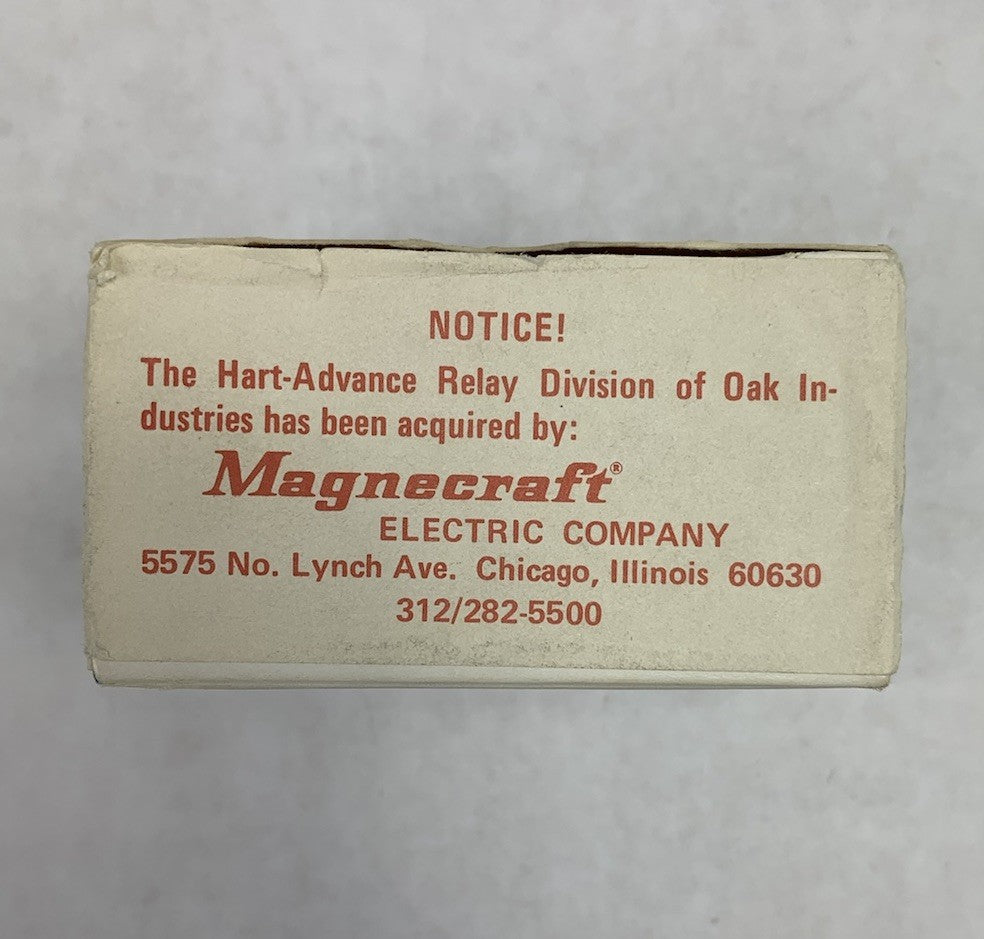 NOTICE!
The Hart-Advance Relay Division of Oak In-
dustries has been acquired by:
Magnecraft®
ELECTRIC COMPANY
5575 No. Lynch Ave. Chicago, Illinois 60630
312/282-5500